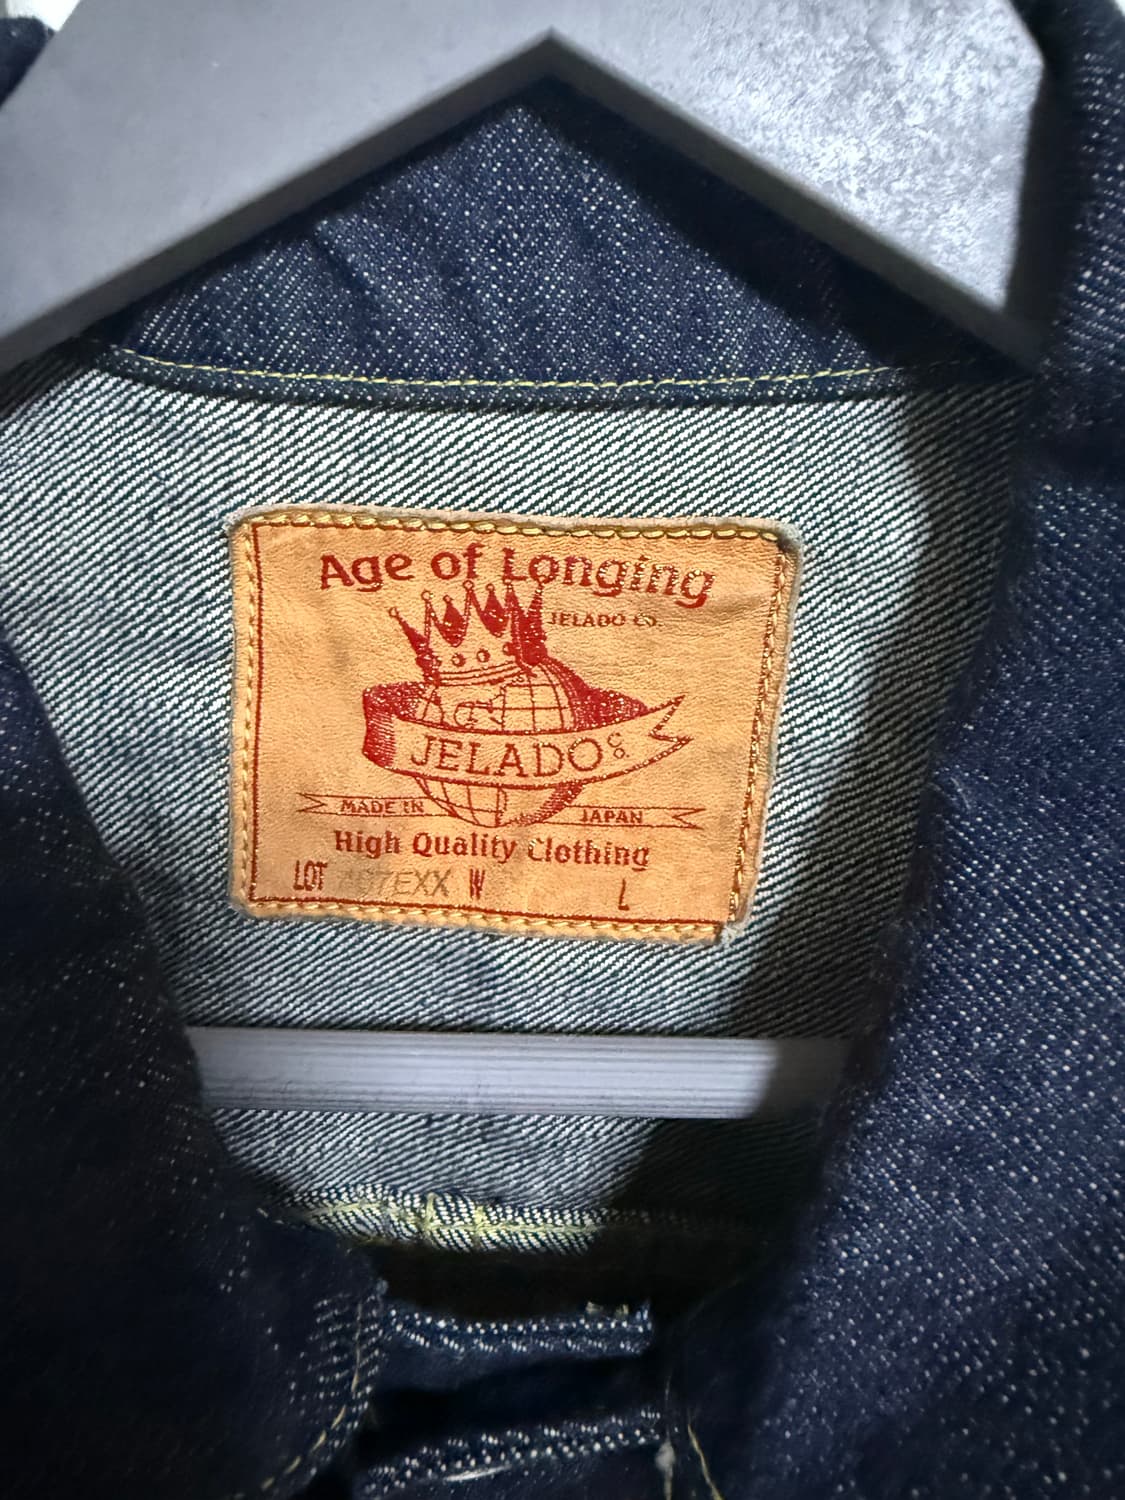 Age of Longing
JELADO CO.
JELADO CO
MADE IN JAPAN
High Quality Clothing
LOT W L